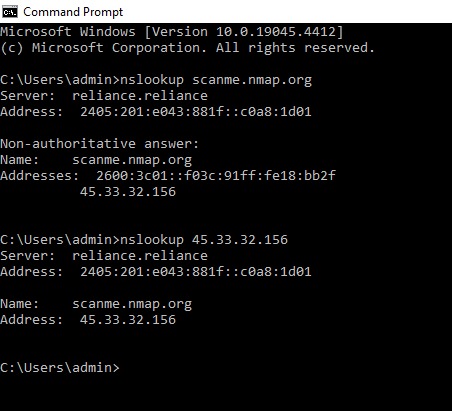 Command Prompt
Microsoft Windows [Version 10.0.19045.4412]
(c) Microsoft Corporation. All rights reserved.
C:\Users\admin>nslookup scanme.nmap.org
Server:  reliance.reliance
Address:  2405:201:e043:881f::c0a8:1d01
Non-authoritative answer:
Name:    scanme.nmap.org
Addresses:  2600:3c01::f03c:91ff:fe18:bb2f
45.33.32.156
C:\Users\admin>nslookup 45.33.32.156
Server:  reliance.reliance
Address:  2405:201:e043:881f::c0a8:1d01
Name:    scanme.nmap.org
Address:  45.33.32.156
C:\Users\admin>